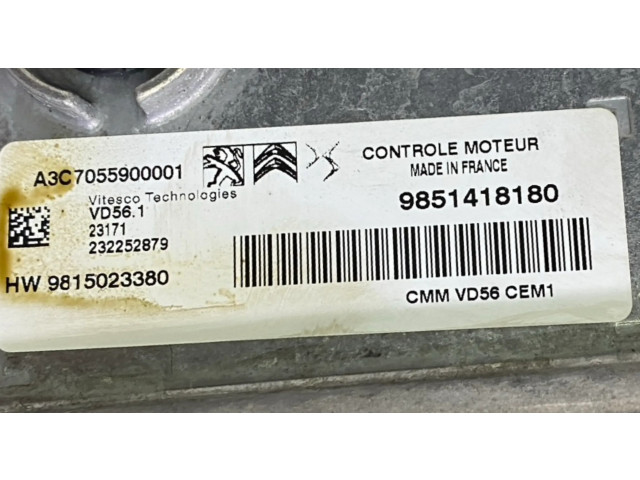 A3C7055900001
Vitesco Technologies
VD56.1
23171
232252879
HW 9815023380
CONTROLE MOTEUR
MADE IN FRANCE
9851418180
CMM VD56 CEM1